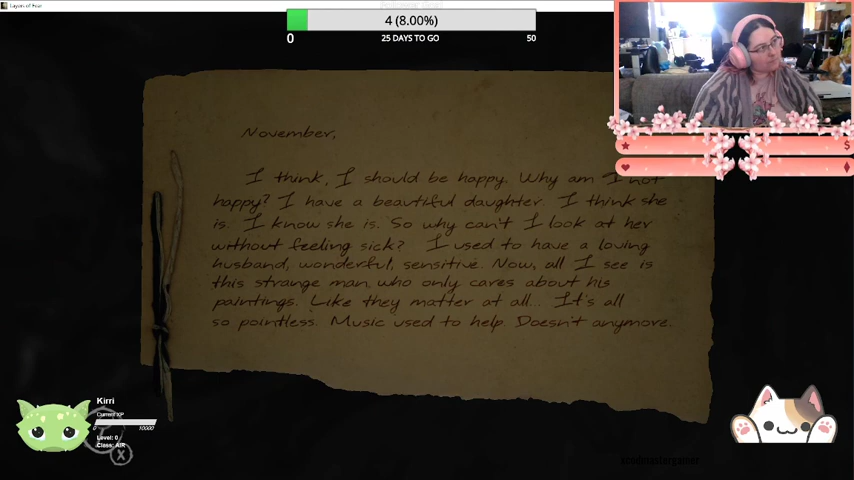 Layers of Fear
4 (8.00%)
0
25 DAYS TO GO
50
November,
I think, I should be happy. Why am I not
happy? I have a beautiful daughter. I think she
is. I know she is. So why can't I look at her
without feeling sick? I used to have a loving
husband, wonderful, sensitive. Now, all I see is
this strange man who only cares about his
paintings. Like they matter at all... It's all
so pointless. Music used to help. Doesn't anymore.
Kirri
Current XP
0
10000
Level: 0
Class: AIR
X
$